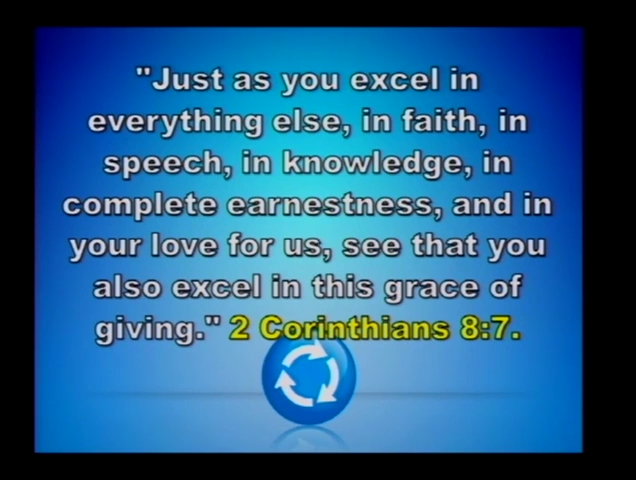 "Just as you excel in
everything else, in faith, in
speech, in knowledge, in
complete earnestness, and in
your love for us, see that you
also excel in this grace of
giving." 2 Corinthians 8:7.